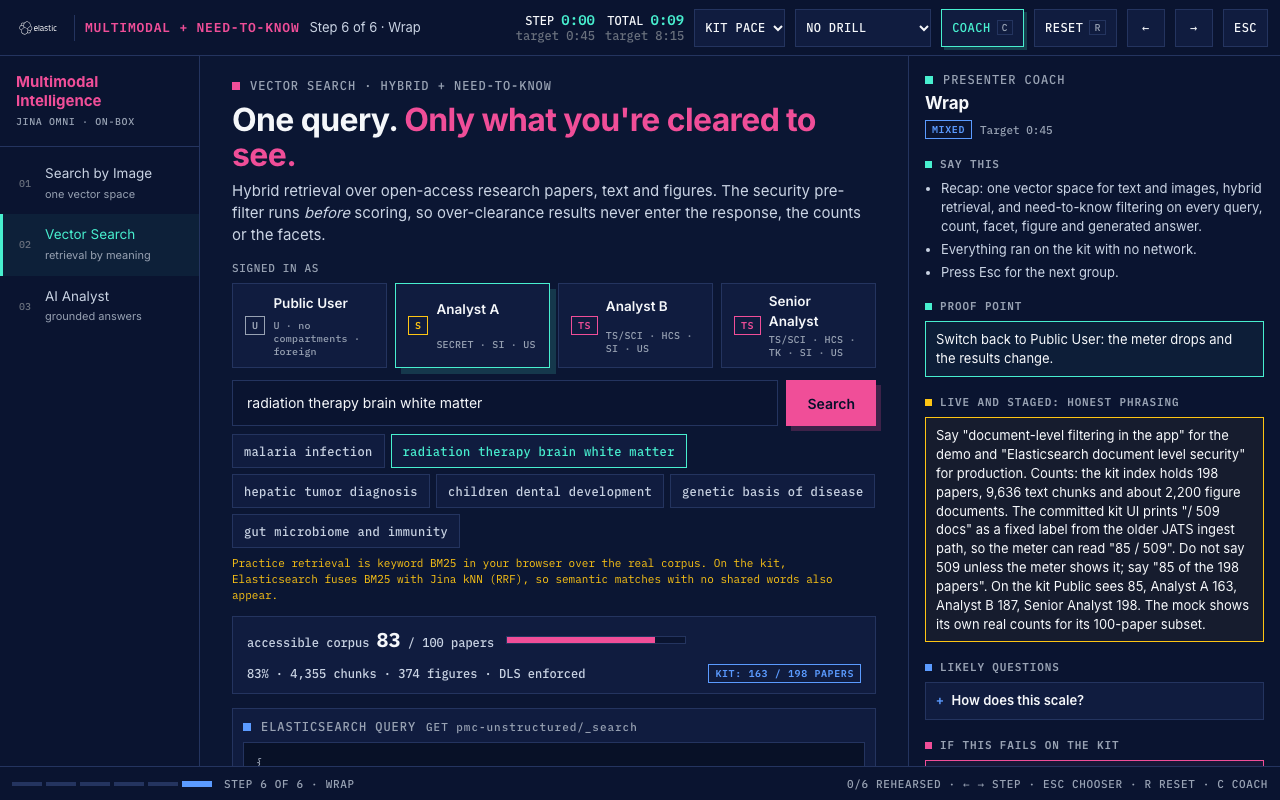 elastic
MULTIMODAL + NEED-TO-KNOW
Step 6 of 6 · Wrap
STEP 0:00 TOTAL 0:09
target 0:45 target 8:15
KIT PACE
NO DRILL
COACH C
RESET R
←
→
ESC
Multimodal
Intelligence
JINA OMNI · ON-BOX
01 Search by Image
one vector space
02 Vector Search
retrieval by meaning
03 AI Analyst
grounded answers
VECTOR SEARCH · HYBRID + NEED-TO-KNOW
One query. Only what you're cleared to
see.
Hybrid retrieval over open-access research papers, text and figures. The security pre-
filter runs before scoring, so over-clearance results never enter the response, the counts
or the facets.
SIGNED IN AS
U Public User
U · no
compartments ·
foreign
S Analyst A
SECRET · SI · US
TS Analyst B
TS/SCI · HCS ·
SI · US
TS Senior
Analyst
TS/SCI · HCS ·
TK · SI · US
radiation therapy brain white matter
Search
malaria infection
radiation therapy brain white matter
hepatic tumor diagnosis
children dental development
genetic basis of disease
gut microbiome and immunity
Practice retrieval is keyword BM25 in your browser over the real corpus. On the kit,
Elasticsearch fuses BM25 with Jina kNN (RRF), so semantic matches with no shared words also
appear.
accessible corpus 83 / 100 papers
83% · 4,355 chunks · 374 figures · DLS enforced
KIT: 163 / 198 PAPERS
ELASTICSEARCH QUERY GET pmc-unstructured/_search
{
PRESENTER COACH
Wrap
MIXED Target 0:45
SAY THIS
• Recap: one vector space for text and images, hybrid
retrieval, and need-to-know filtering on every query,
count, facet, figure and generated answer.
• Everything ran on the kit with no network.
• Press Esc for the next group.
PROOF POINT
Switch back to Public User: the meter drops and
the results change.
LIVE AND STAGED: HONEST PHRASING
Say "document-level filtering in the app" for the
demo and "Elasticsearch document level security"
for production. Counts: the kit index holds 198
papers, 9,636 text chunks and about 2,200 figure
documents. The committed kit UI prints "/ 509
docs" as a fixed label from the older JATS ingest
path, so the meter can read "85 / 509". Do not say
509 unless the meter shows it; say "85 of the 198
papers". On the kit Public sees 85, Analyst A 163,
Analyst B 187, Senior Analyst 198. The mock shows
its own real counts for its 100-paper subset.
LIKELY QUESTIONS
+ How does this scale?
IF THIS FAILS ON THE KIT
STEP 6 OF 6 · WRAP
0/6 REHEARSED · ← → STEP · ESC CHOOSER · R RESET · C COACH